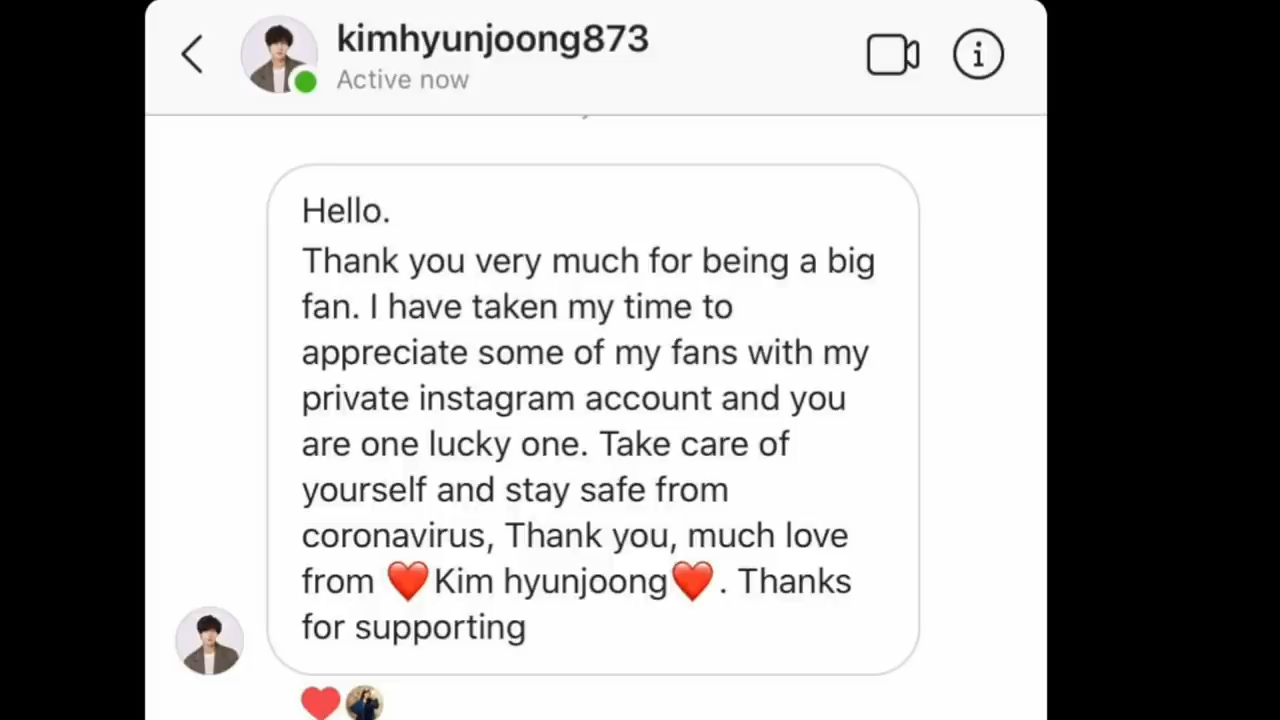 kimhyunjoong873
Active now
Hello.
Thank you very much for being a big
fan. I have taken my time to
appreciate some of my fans with my
private instagram account and you
are one lucky one. Take care of
yourself and stay safe from
coronavirus, Thank you, much love
from ❤️Kim hyunjoong❤️. Thanks
for supporting